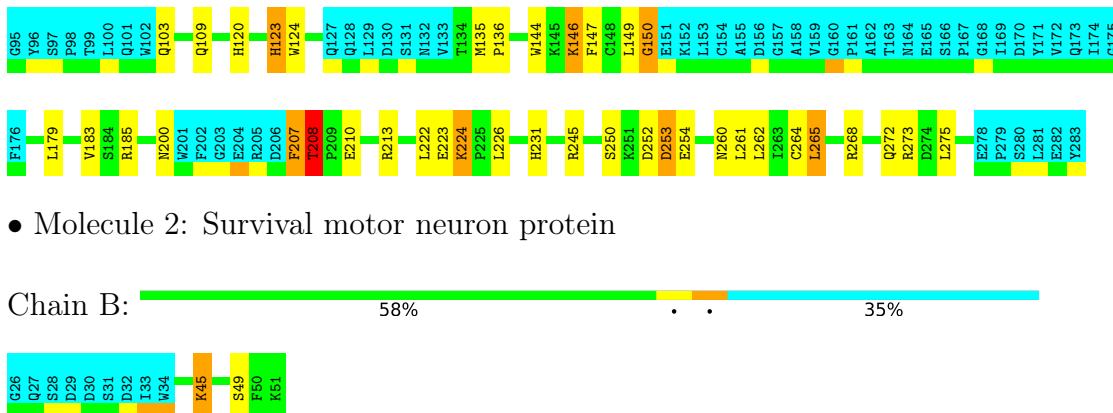 G95 Y96 S97 P98 T99 L100 Q101 W102 Q103 Q109 H120 H123 W124 Q127 Q128 L129 D130 S131 N132 V133 T134 M135 P136 W144 K145 K146 F147 C148 L149 G150 E151 K152 L153 C154 A155 D156 G157 A158 V159 G160 P161 A162 T163 N164 E165 S166 P167 G168 I169 D170 Y171 V172 Q173 I174
F176 L179 V183 S184 R185 N200 W201 F202 G203 E204 R205 D206 F207 T208 P209 E210 R213 L222 E223 K224 P225 L226 H231 R245 S250 K251 D252 D253 E254 N260 L261 L262 I263 C264 L265 R268 Q272 R273 D274 L275 E278 P279 S280 L281 E282 Y283
• Molecule 2: Survival motor neuron protein
Chain B: 58% . . 35%
G26 Q27 S28 D29 D30 S31 D32 I33 W34 K45 S49 F50 K51